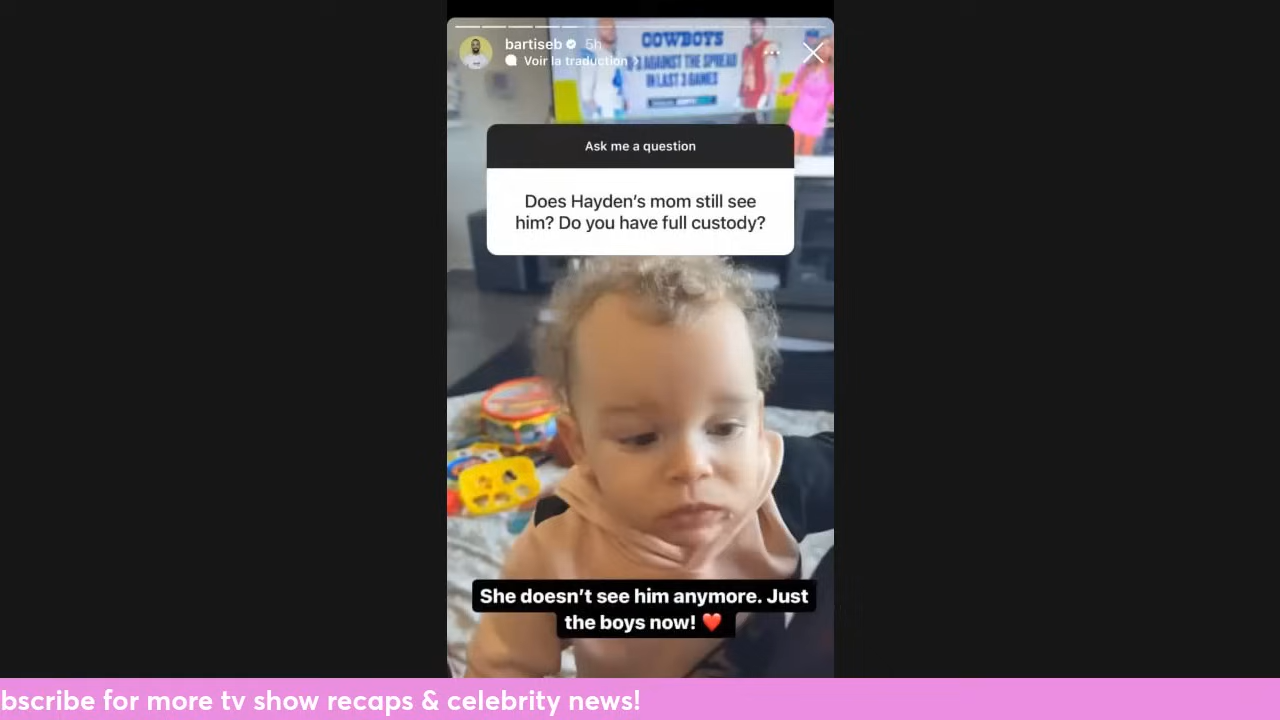 COWBOYS
AGAINST THE SPREAD
IN LAST 3 GAMES
bartiseb 5h
Voir la traduction >
Ask me a question
Does Hayden's mom still see
him? Do you have full custody?
She doesn't see him anymore. Just
the boys now! ❤️
bscribe for more tv show recaps & celebrity news!